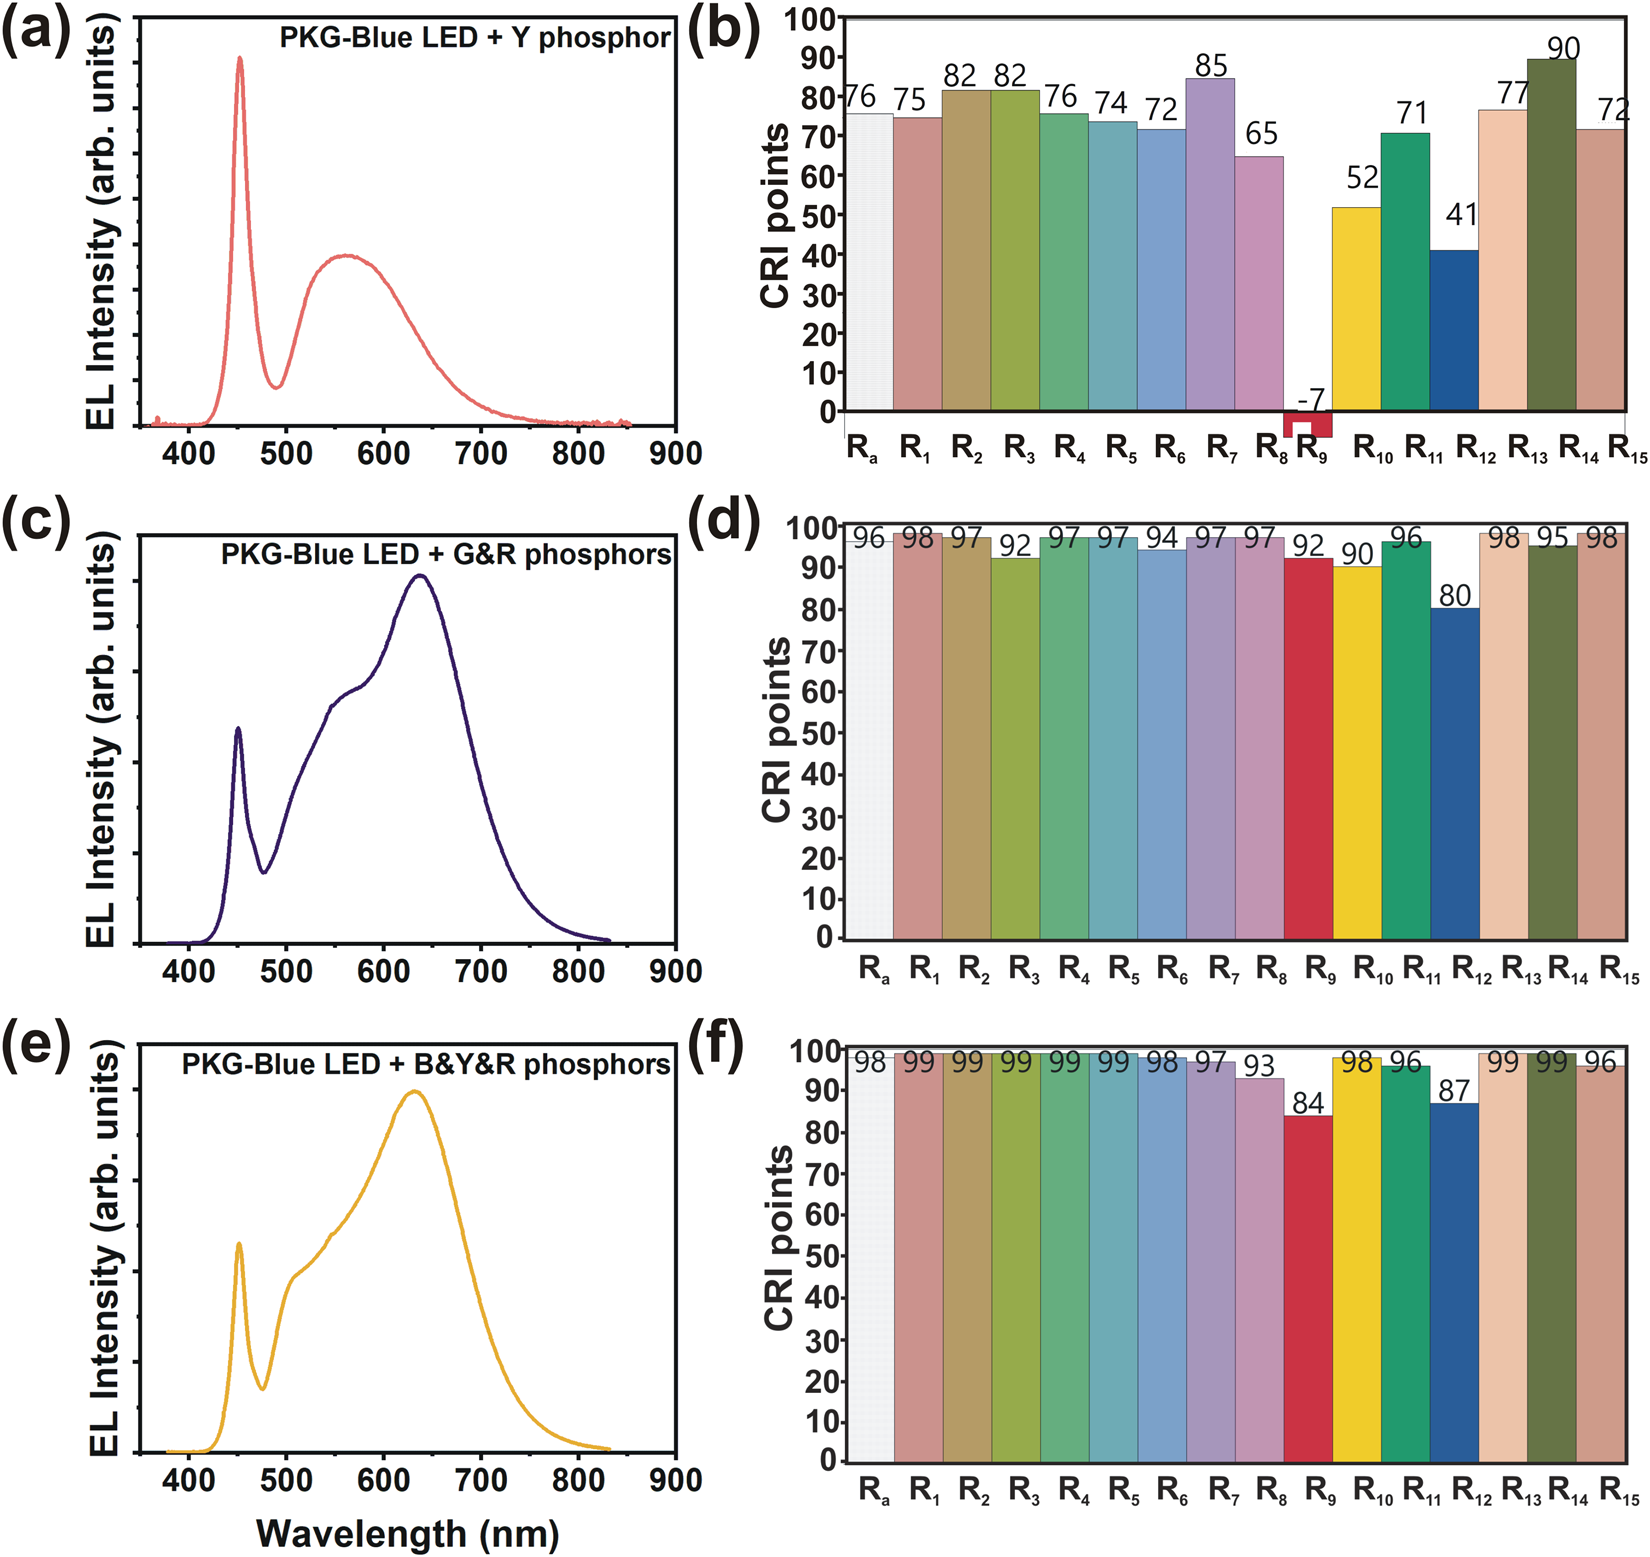 (a)
PKG-Blue LED + Y phosphor
EL Intensity (arb. units)
400 500 600 700 800 900
(b)
CRI points
100
90
80
70
60
50
40
30
20
10
0
76 75 82 82 76 74 72 85 65 -7 52 71 41 77 90 72
Ra R1 R2 R3 R4 R5 R6 R7 R8 R9 R10 R11 R12 R13 R14 R15
(c)
PKG-Blue LED + G&R phosphors
EL Intensity (arb. units)
400 500 600 700 800 900
(d)
CRI points
100
90
80
70
60
50
40
30
20
10
0
96 98 97 92 97 97 94 97 97 92 90 96 80 98 95 98
Ra R1 R2 R3 R4 R5 R6 R7 R8 R9 R10 R11 R12 R13 R14 R15
(e)
PKG-Blue LED + B&Y&R phosphors
EL Intensity (arb. units)
400 500 600 700 800 900
Wavelength (nm)
(f)
CRI points
100
90
80
70
60
50
40
30
20
10
0
98 99 99 99 99 99 98 97 93 84 98 96 87 99 99 96
Ra R1 R2 R3 R4 R5 R6 R7 R8 R9 R10 R11 R12 R13 R14 R15